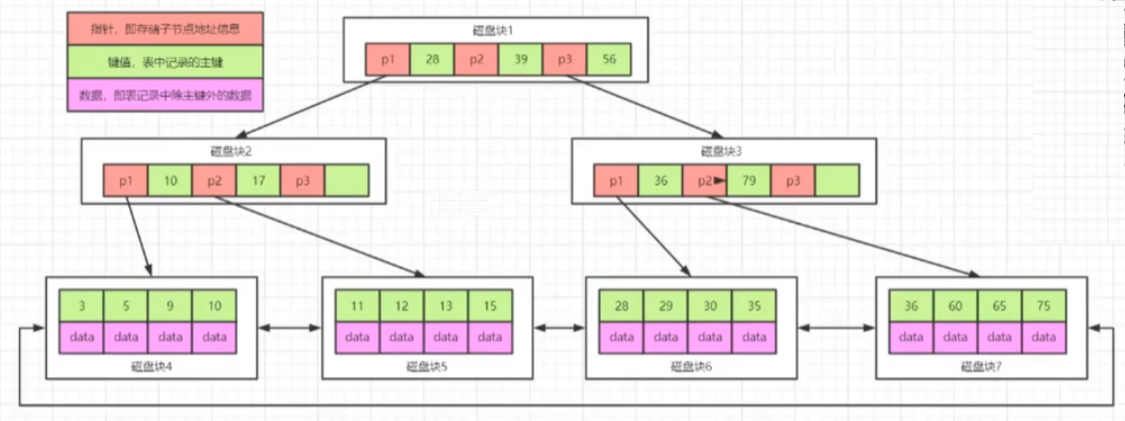 指针，即存储子节点地址信息
键值，表中记录的主键
数据，即表记录中除主键外的数据
磁盘块1
p1 28 p2 39 p3 56
磁盘块2
p1 10 p2 17 p3
磁盘块3
p1 36 p2 79 p3
3 5 9 10
data data data data
磁盘块4
11 12 13 15
data data data data
磁盘块5
28 29 30 35
data data data data
磁盘块6
36 60 65 75
data data data data
磁盘块7